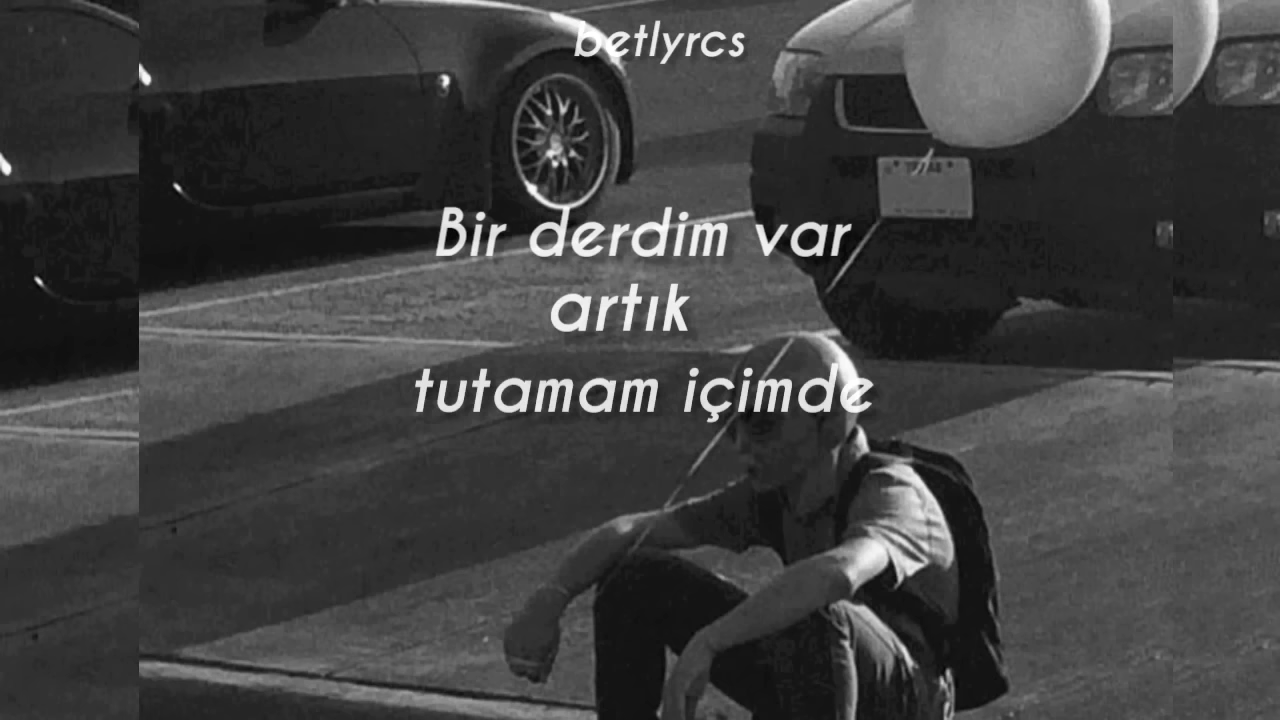 betlyrcs
Bir derdim var
artık
tutamam içimde